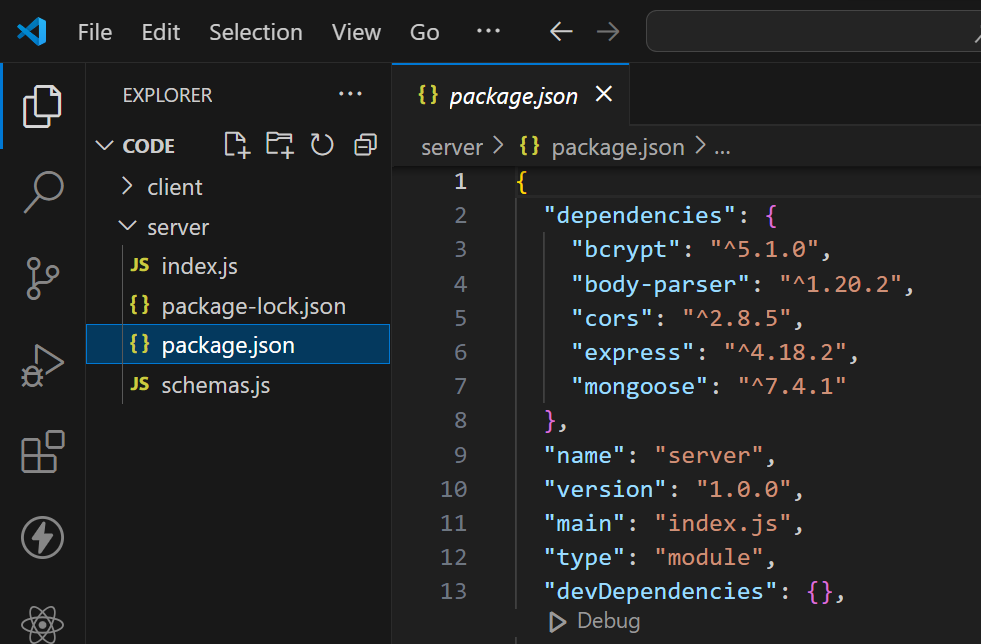 File Edit Selection View Go ...
EXPLORER ...
CODE
client
server
JS index.js
{} package-lock.json
{} package.json
JS schemas.js
{} package.json
server > {} package.json > ...
1 {
2 "dependencies": {
3 "bcrypt": "^5.1.0",
4 "body-parser": "^1.20.2",
5 "cors": "^2.8.5",
6 "express": "^4.18.2",
7 "mongoose": "^7.4.1"
8 },
9 "name": "server",
10 "version": "1.0.0",
11 "main": "index.js",
12 "type": "module",
13 "devDependencies": {},
Debug